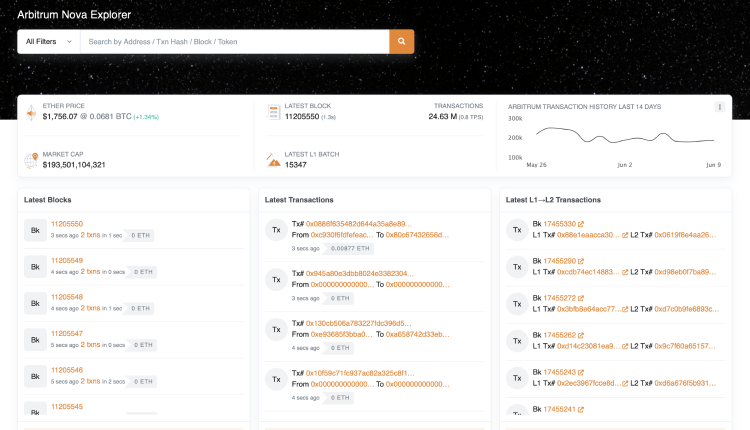 Arbitrum Nova Explorer
All Filters
Search by Address / Txn Hash / Block / Token
ETHER PRICE
$1,756.07 @ 0.0681 BTC (+1.34%)
MARKET CAP
$193,501,104,321
LATEST BLOCK
11205550 (1.3s)
TRANSACTIONS
24.63 M (0.8 TPS)
LATEST L1 BATCH
15347
ARBITRUM TRANSACTION HISTORY LAST 14 DAYS
300k
200k
100k
May 26 Jun 2 Jun 9
Latest Blocks
Bk
11205550
3 secs ago 2 txns in 1 sec 0 ETH
Bk
11205549
4 secs ago 2 txns in 0 secs 0 ETH
Bk
11205548
4 secs ago 2 txns in 1 sec 0 ETH
Bk
11205547
5 secs ago 2 txns in 0 secs 0 ETH
Bk
11205546
5 secs ago 2 txns in 2 secs 0 ETH
Bk
11205545
Latest Transactions
Tx
Tx# 0x0886f635482d644a35a8e89...
From 0xc930f6fdfefeac... To 0x80c67432656d...
3 secs ago 0.00877 ETH
Tx
Tx# 0x945a80e3dbb8024e3382304...
From 0x000000000000... To 0x000000000000...
3 secs ago 0 ETH
Tx
Tx# 0x130cb506a783227fdc396d5...
From 0xe93685f3bba0... To 0xa658742d33eb...
4 secs ago 0 ETH
Tx
Tx# 0x10f59c71fc937ac82a325c8f1...
From 0x000000000000... To 0x000000000000...
4 secs ago 0 ETH
Latest L1→L2 Transactions
Tx
Bk 17455330
L1 Tx# 0x88e1eaacca30... L2 Tx# 0x0619f8e4aa26...
Tx
Bk 17455290
L1 Tx# 0xcdb74ec14883... L2 Tx# 0xd98eb0f7ba89...
Tx
Bk 17455272
L1 Tx# 0x3bfb8e64acc77... L2 Tx# 0xd7c0b9fe6893c...
Tx
Bk 17455262
L1 Tx# 0xd14c23081ea9... L2 Tx# 0x9c7f60a65157...
Tx
Bk 17455243
L1 Tx# 0x2ec3967fcce8d... L2 Tx# 0xd6a676f5b931...
Tx
Bk 17455241